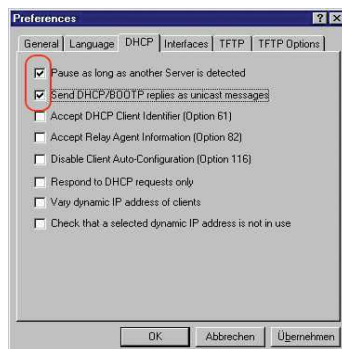 Preferences
General Language DHCP Interfaces TFTP TFTP Options
Pause as long as another Server is detected
Send DHCP/BOOTP replies as unicast messages
Accept DHCP Client Identifier (Option 61)
Accept Relay Agent Information (Option 82)
Disable Client Auto-Configuration (Option 116)
Respond to DHCP requests only
Vary dynamic IP address of clients
Check that a selected dynamic IP address is not in use
OK Abbrechen Übernehmen